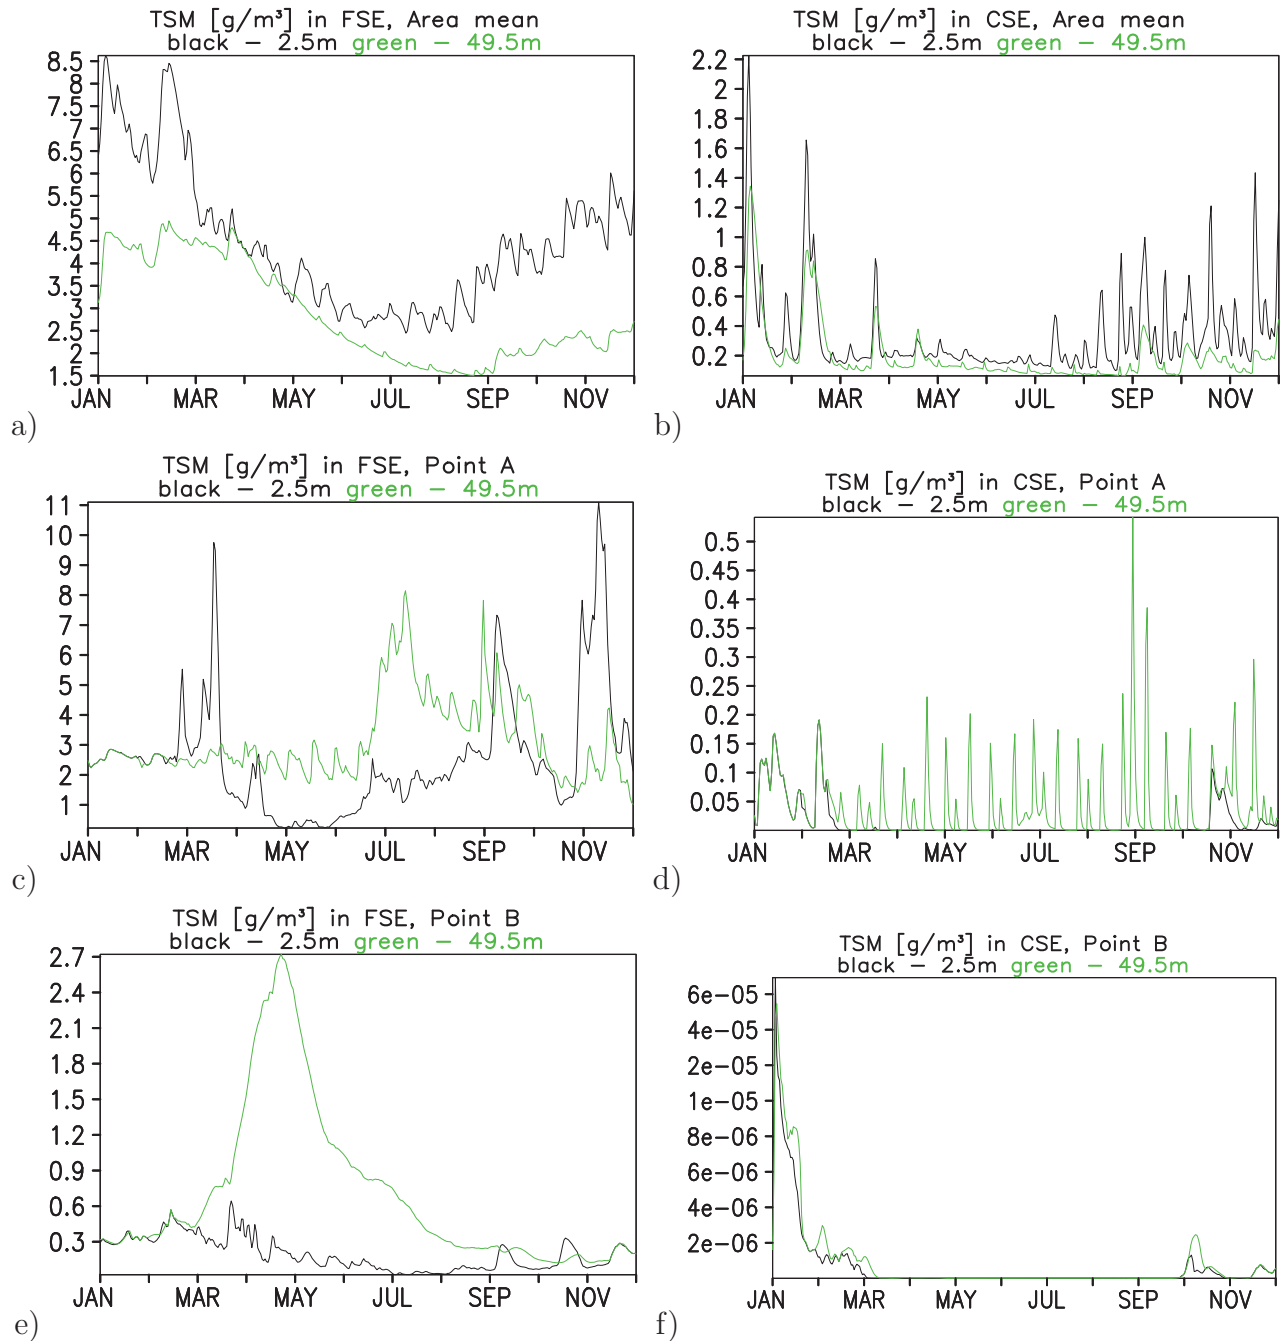 TSM [g/m³] in FSE, Area mean
black − 2.5m green − 49.5m
8.5
8
7.5
7
6.5
6
5.5
5
4.5
4
3.5
3
2.5
2
1.5
JAN MAR MAY JUL SEP NOV
a)
TSM [g/m³] in CSE, Area mean
black − 2.5m green − 49.5m
2.2
2
1.8
1.6
1.4
1.2
1
0.8
0.6
0.4
0.2
JAN MAR MAY JUL SEP NOV
b)
TSM [g/m³] in FSE, Point A
black − 2.5m green − 49.5m
11
10
9
8
7
6
5
4
3
2
1
JAN MAR MAY JUL SEP NOV
c)
TSM [g/m³] in CSE, Point A
black − 2.5m green − 49.5m
0.5
0.45
0.4
0.35
0.3
0.25
0.2
0.15
0.1
0.05
JAN MAR MAY JUL SEP NOV
d)
TSM [g/m³] in FSE, Point B
black − 2.5m green − 49.5m
2.7
2.4
2.1
1.8
1.5
1.2
0.9
0.6
0.3
JAN MAR MAY JUL SEP NOV
e)
TSM [g/m³] in CSE, Point B
black − 2.5m green − 49.5m
6e−05
4e−05
2e−05
1e−05
8e−06
6e−06
4e−06
2e−06
JAN MAR MAY JUL SEP NOV
f)